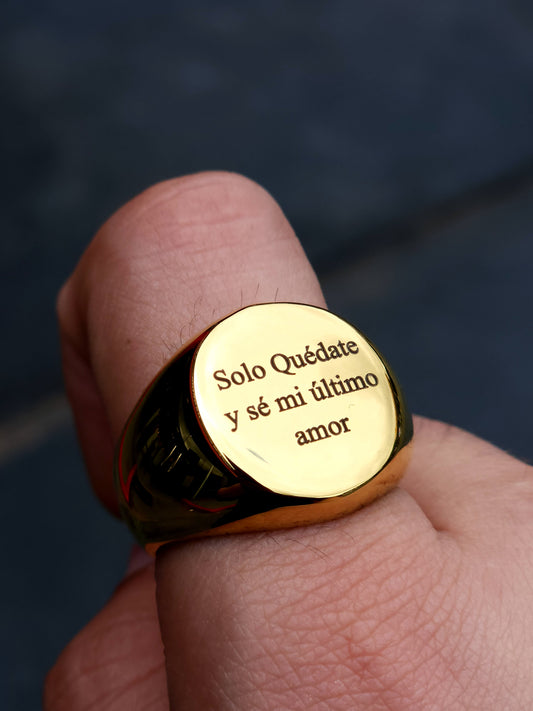 Solo Quédate
y sé mi último
amor